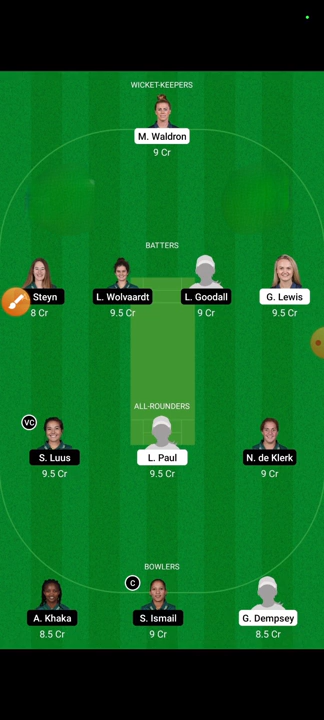 WICKET-KEEPERS
M. Waldron
9 Cr
BATTERS
Steyn L. Wolvaardt L. Goodall G. Lewis
8 Cr 9.5 Cr 9 Cr 9.5 Cr
ALL-ROUNDERS
VC
S. Luus L. Paul N. de Klerk
9.5 Cr 9.5 Cr 9 Cr
BOWLERS
C
A. Khaka S. Ismail G. Dempsey
8.5 Cr 9 Cr 8.5 Cr